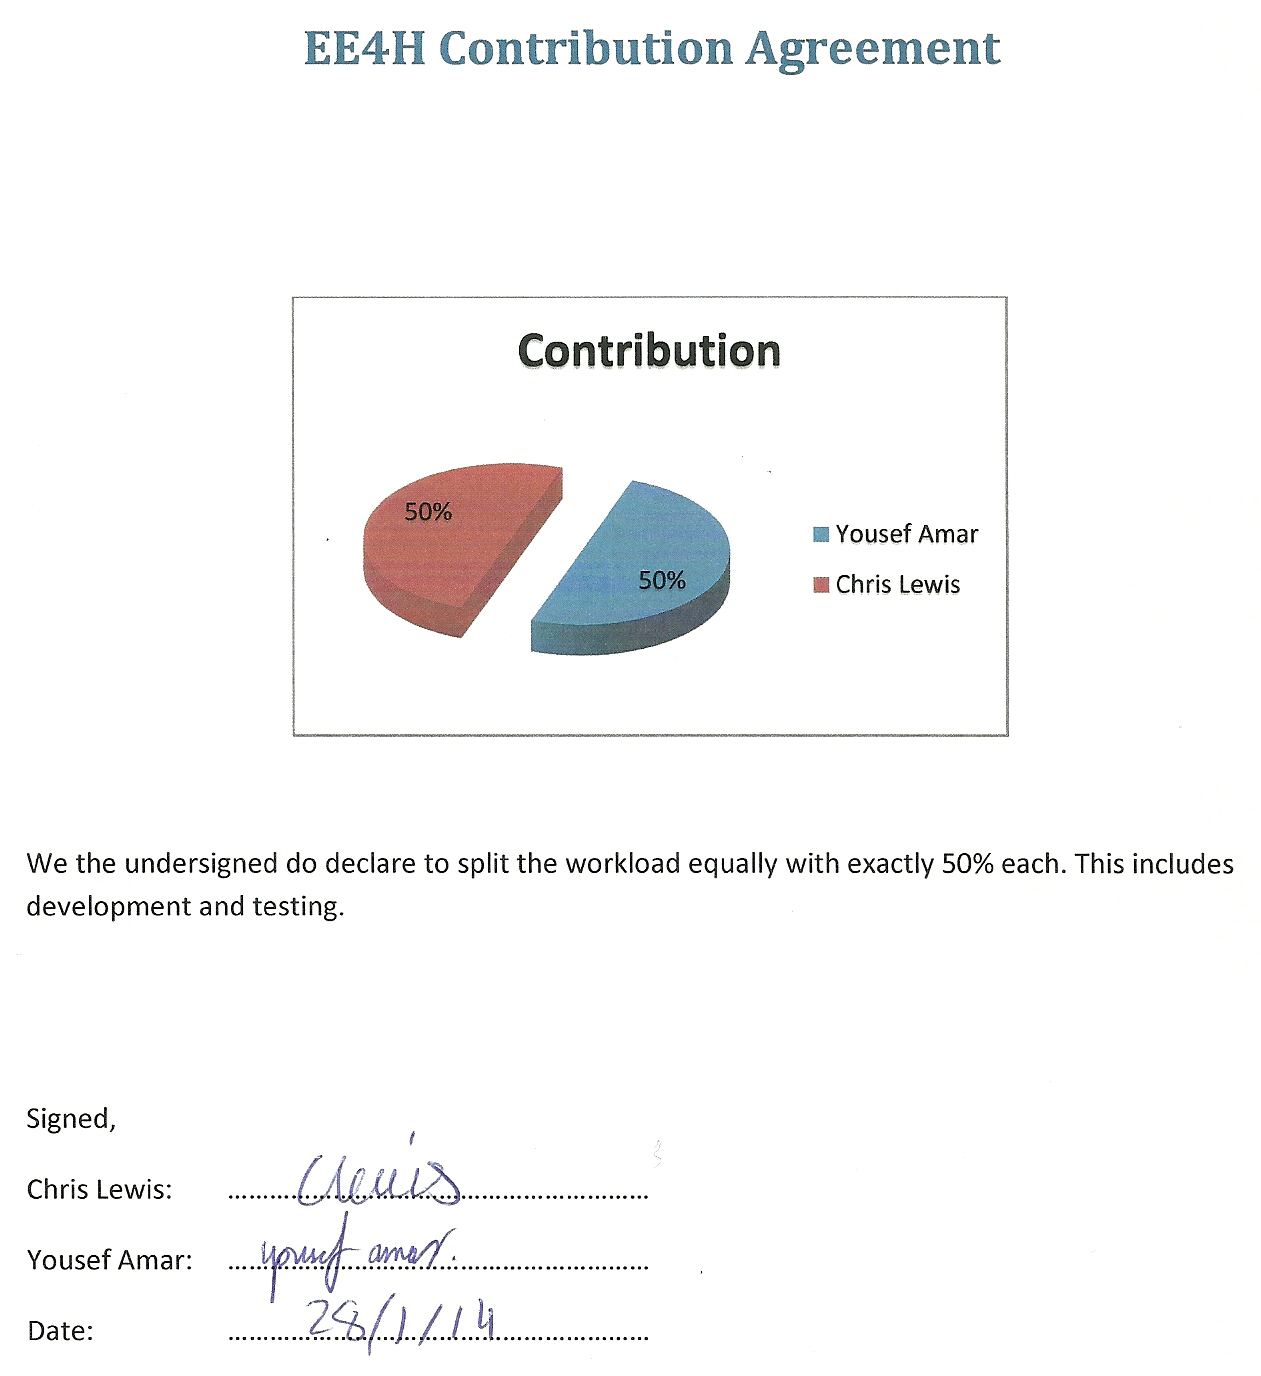 EE4H Contribution Agreement
Contribution
50%
50%
Yousef Amar
Chris Lewis
We the undersigned do declare to split the workload equally with exactly 50% each. This includes
development and testing.
Signed,
Chris Lewis: ........ Clewis ........
Yousef Amar: ........ yousef amar. ........
Date: ........ 28/1/14 ........